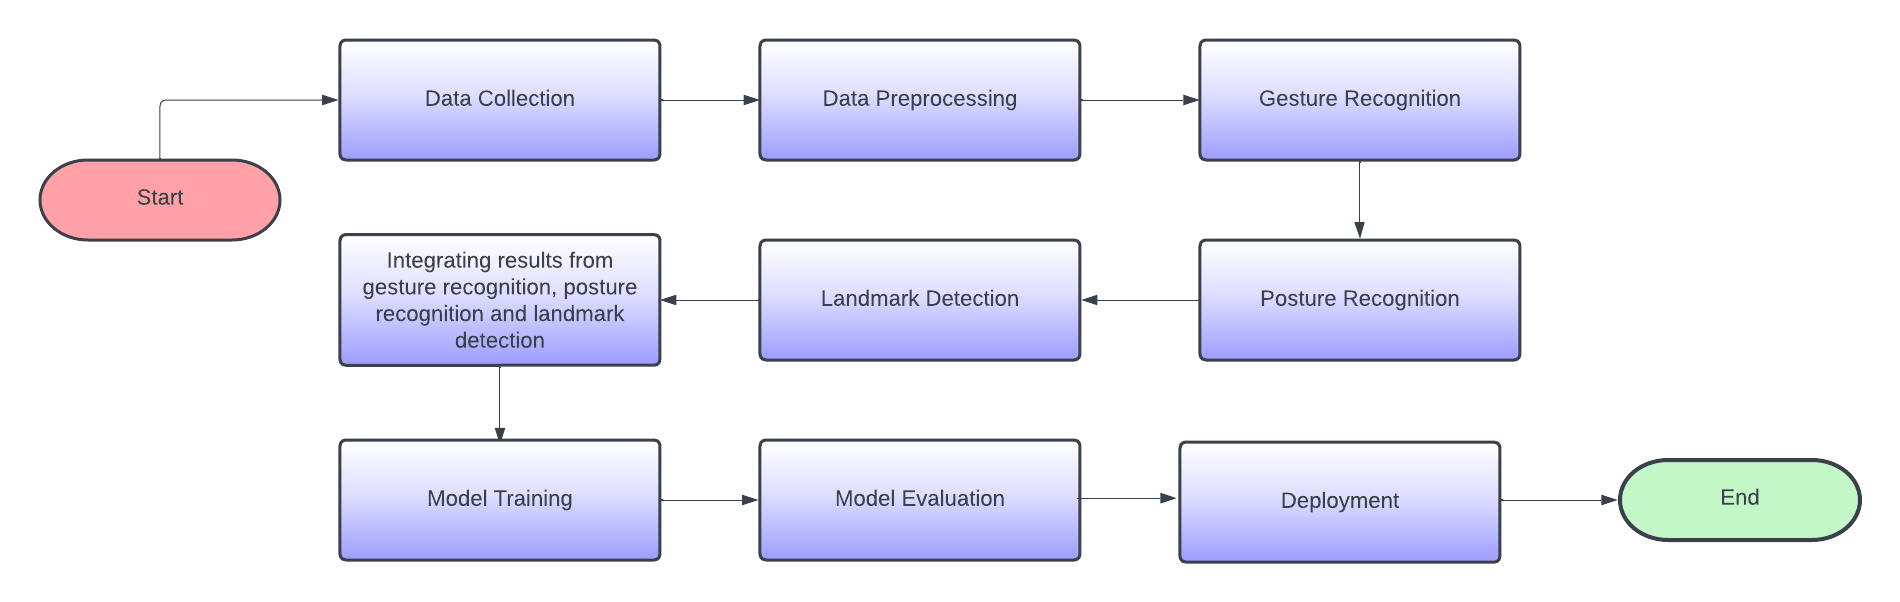 Start
Data Collection
Data Preprocessing
Gesture Recognition
Posture Recognition
Landmark Detection
Integrating results from
gesture recognition, posture
recognition and landmark
detection
Model Training
Model Evaluation
Deployment
End